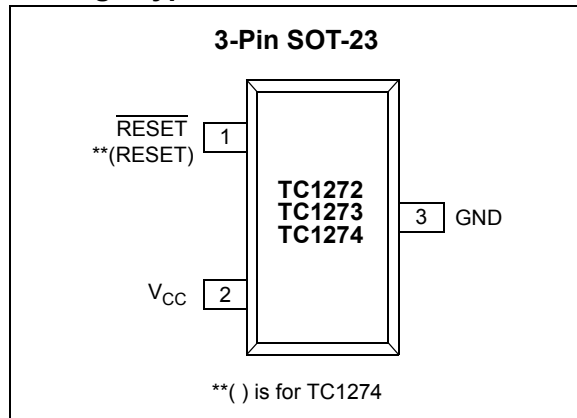 3-Pin SOT-23
RESET
**(RESET)
1
TC1272
TC1273
TC1274
3
GND
VCC
2
**( ) is for TC1274